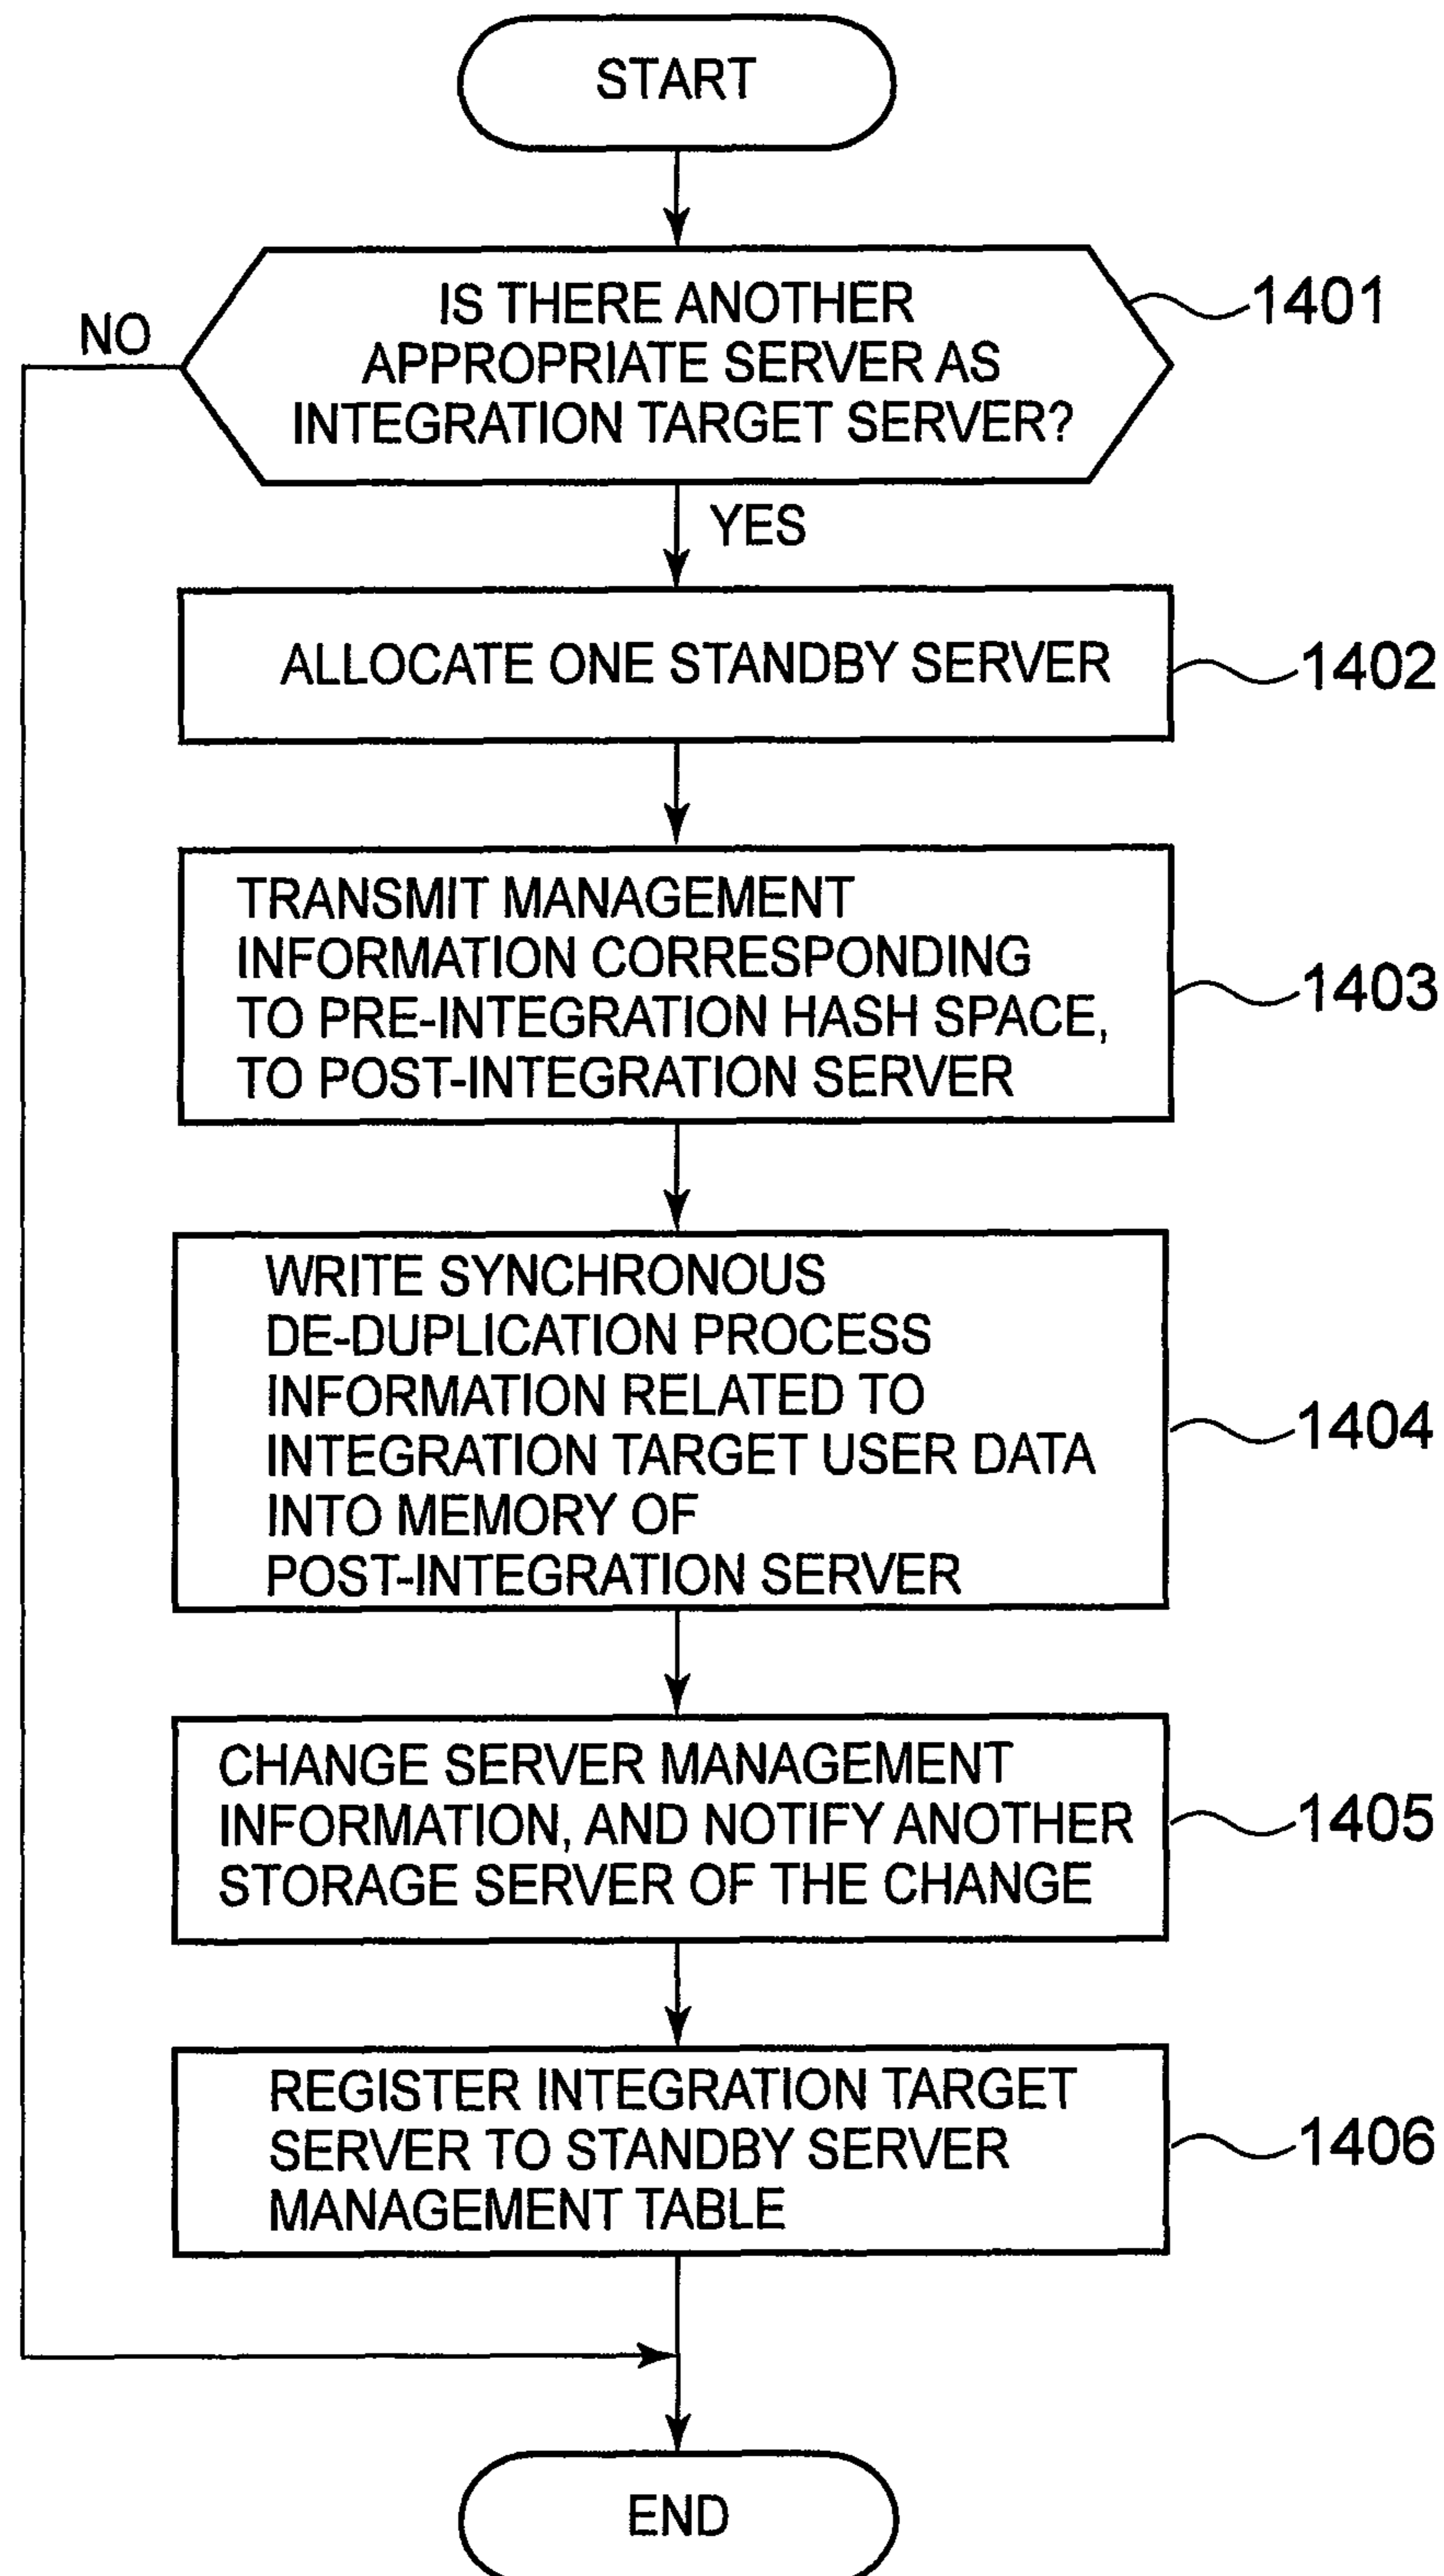 START
IS THERE ANOTHER
APPROPRIATE SERVER AS
INTEGRATION TARGET SERVER?
1401
NO
YES
ALLOCATE ONE STANDBY SERVER
1402
TRANSMIT MANAGEMENT
INFORMATION CORRESPONDING
TO PRE-INTEGRATION HASH SPACE,
TO POST-INTEGRATION SERVER
1403
WRITE SYNCHRONOUS
DE-DUPLICATION PROCESS
INFORMATION RELATED TO
INTEGRATION TARGET USER DATA
INTO MEMORY OF
POST-INTEGRATION SERVER
1404
CHANGE SERVER MANAGEMENT
INFORMATION, AND NOTIFY ANOTHER
STORAGE SERVER OF THE CHANGE
1405
REGISTER INTEGRATION TARGET
SERVER TO STANDBY SERVER
MANAGEMENT TABLE
1406
END